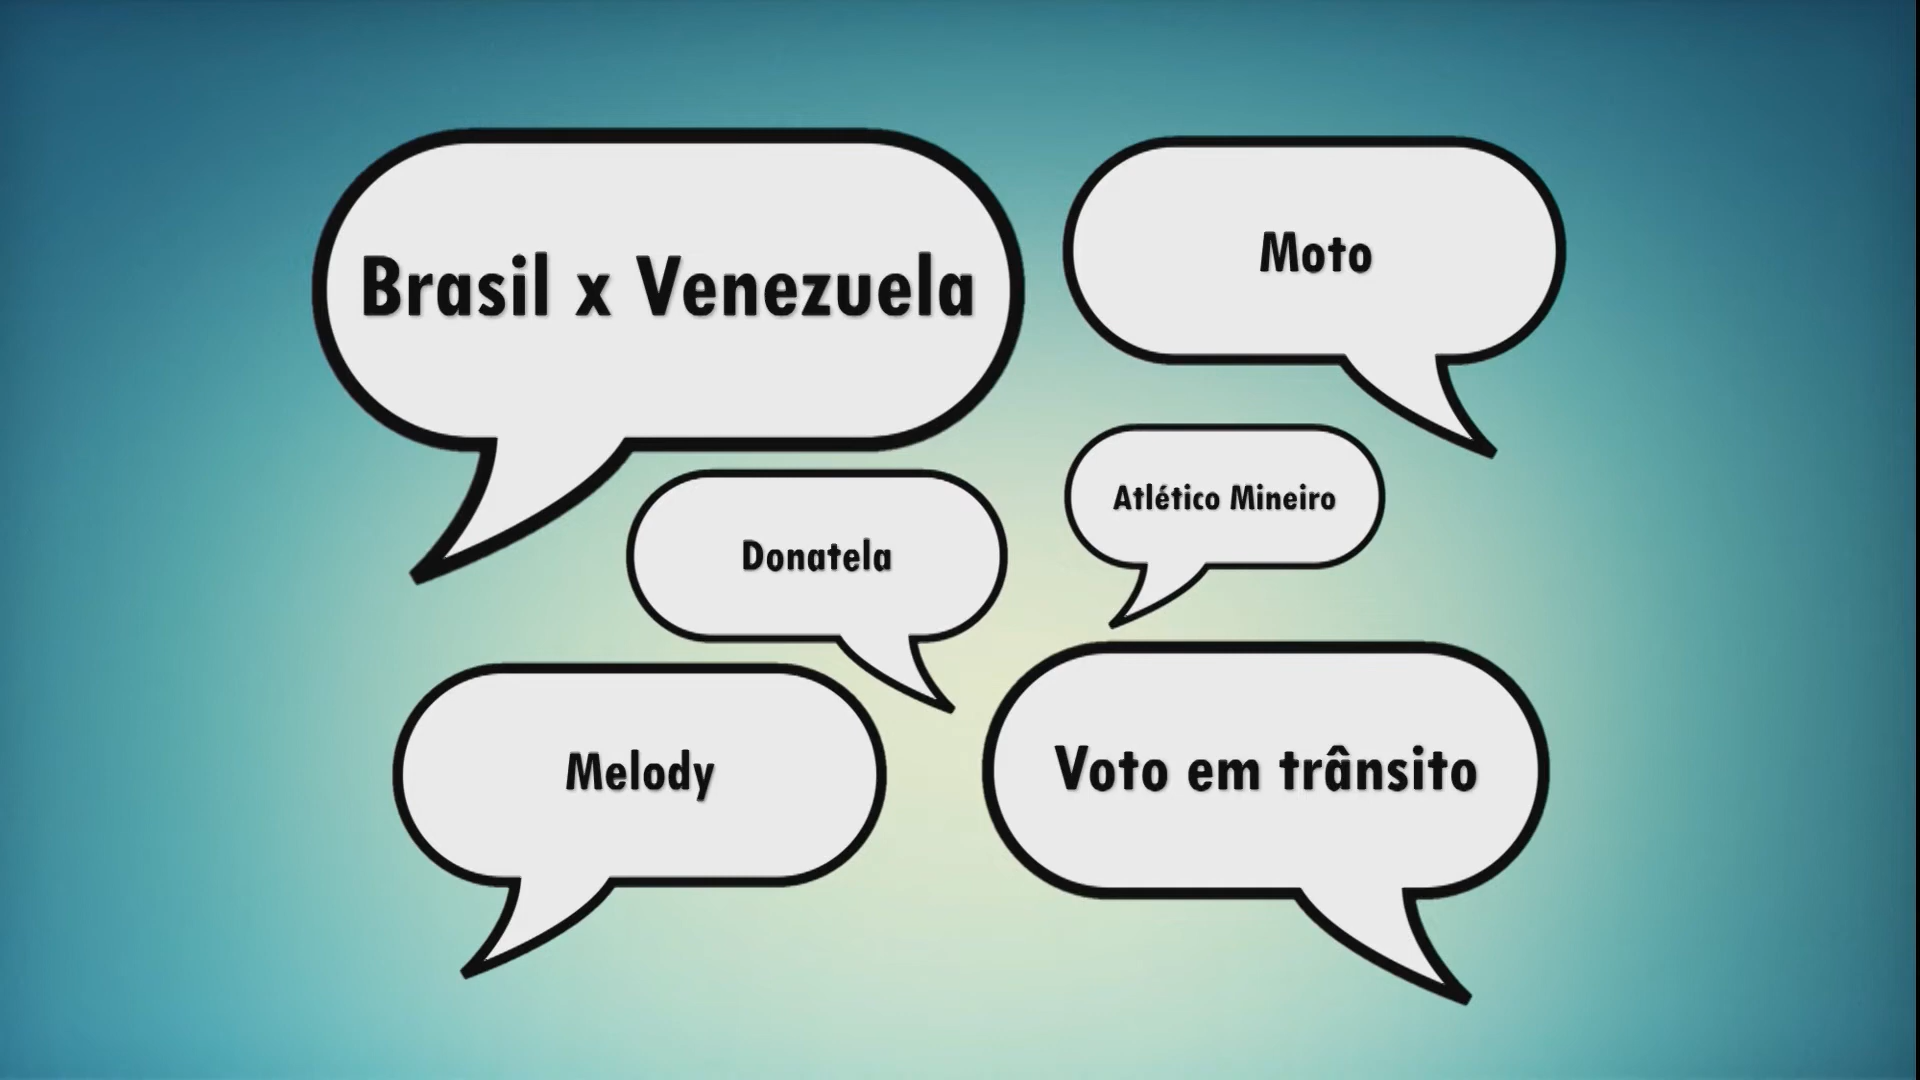 Brasil x Venezuela
Moto
Atlético Mineiro
Donatela
Melody
Voto em trânsito